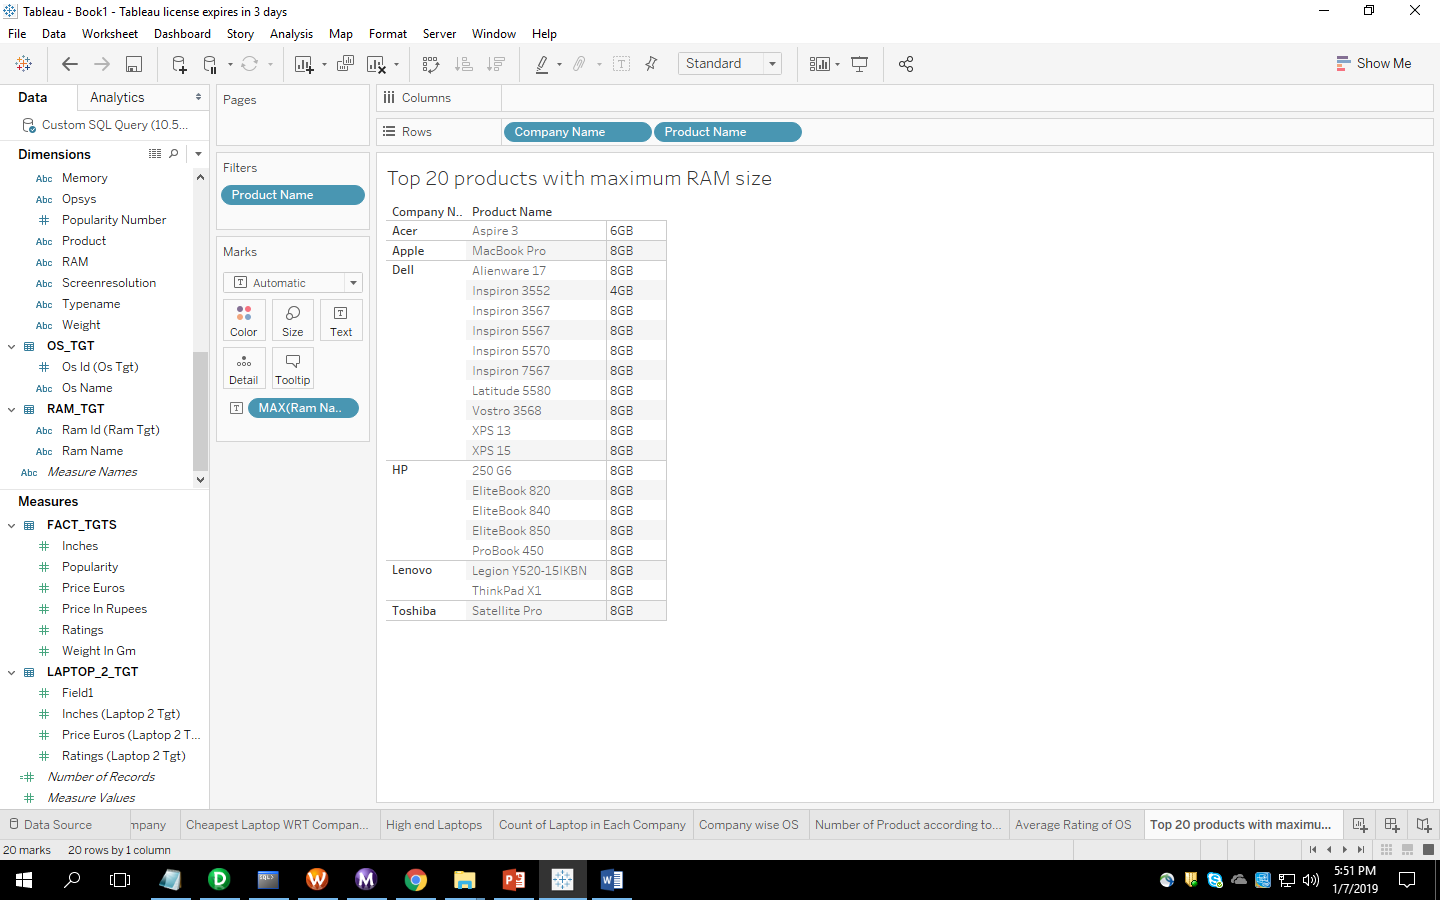 Tableau - Book1 - Tableau license expires in 3 days
File Data Worksheet Dashboard Story Analysis Map Format Server Window Help
Standard
Show Me
Data Analytics
Custom SQL Query (10.5...
Dimensions
Abc Memory
Abc Opsys
Popularity Number
Abc Product
Abc RAM
Abc Screenresolution
Abc Typename
Abc Weight
OS_TGT
Os Id (Os Tgt)
Abc Os Name
RAM_TGT
Abc Ram Id (Ram Tgt)
Abc Ram Name
Abc Measure Names
Measures
FACT_TGTS
Inches
Popularity
Price Euros
Price In Rupees
Ratings
Weight In Gm
LAPTOP_2_TGT
Field1
Inches (Laptop 2 Tgt)
Price Euros (Laptop 2 T...
Ratings (Laptop 2 Tgt)
Number of Records
Measure Values
Pages
Filters
Product Name
Marks
Automatic
Color Size Text
Detail Tooltip
MAX(Ram Na..
Columns
Rows Company Name Product Name
Top 20 products with maximum RAM size
Company N.. Product Name
Acer Aspire 3 6GB
Apple MacBook Pro 8GB
Dell Alienware 17 8GB
Inspiron 3552 4GB
Inspiron 3567 8GB
Inspiron 5567 8GB
Inspiron 5570 8GB
Inspiron 7567 8GB
Latitude 5580 8GB
Vostro 3568 8GB
XPS 13 8GB
XPS 15 8GB
HP 250 G6 8GB
EliteBook 820 8GB
EliteBook 840 8GB
EliteBook 850 8GB
ProBook 450 8GB
Lenovo Legion Y520-15IKBN 8GB
ThinkPad X1 8GB
Toshiba Satellite Pro 8GB
Data Source mpany Cheapest Laptop WRT Compan... High end Laptops Count of Laptop in Each Company Company wise OS Number of Product according to... Average Rating of OS Top 20 products with maximu...
20 marks 20 rows by 1 column
5:51 PM
1/7/2019